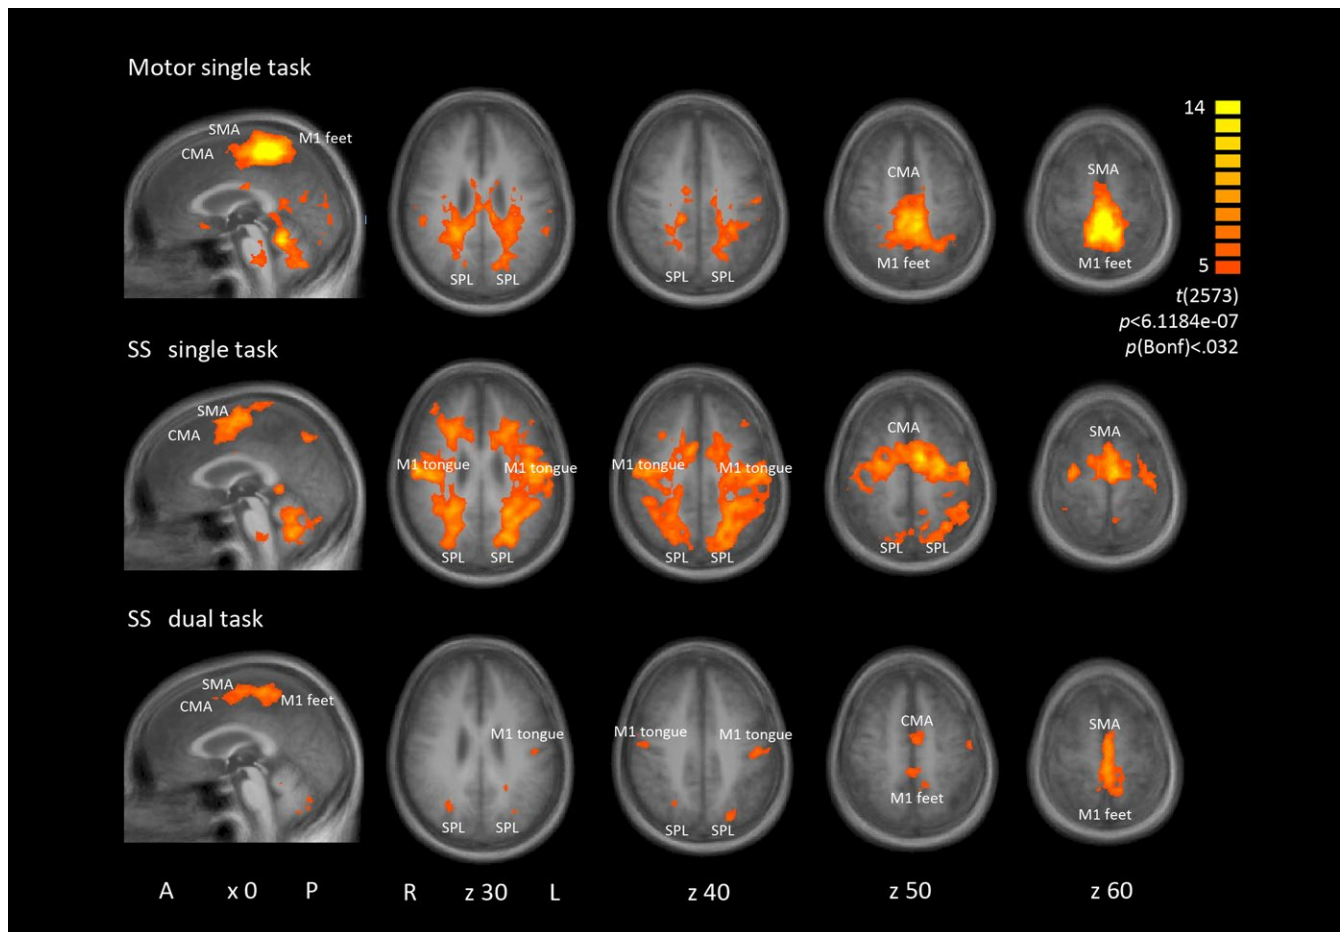 Motor single task
SMA
CMA
M1 feet
SPL SPL
SPL SPL
CMA
M1 feet
SMA
M1 feet
14
5
t(2573)
p<6.1184e-07
p(Bonf)<.032
SS single task
SMA
CMA
M1 tongue M1 tongue
SPL SPL
M1 tongue M1 tongue
SPL SPL
CMA
SPL SPL
SMA
SS dual task
SMA
CMA
M1 feet
M1 tongue
SPL SPL
M1 tongue M1 tongue
SPL SPL
CMA
M1 feet
SMA
M1 feet
A x 0 P R z 30 L z 40 z 50 z 60